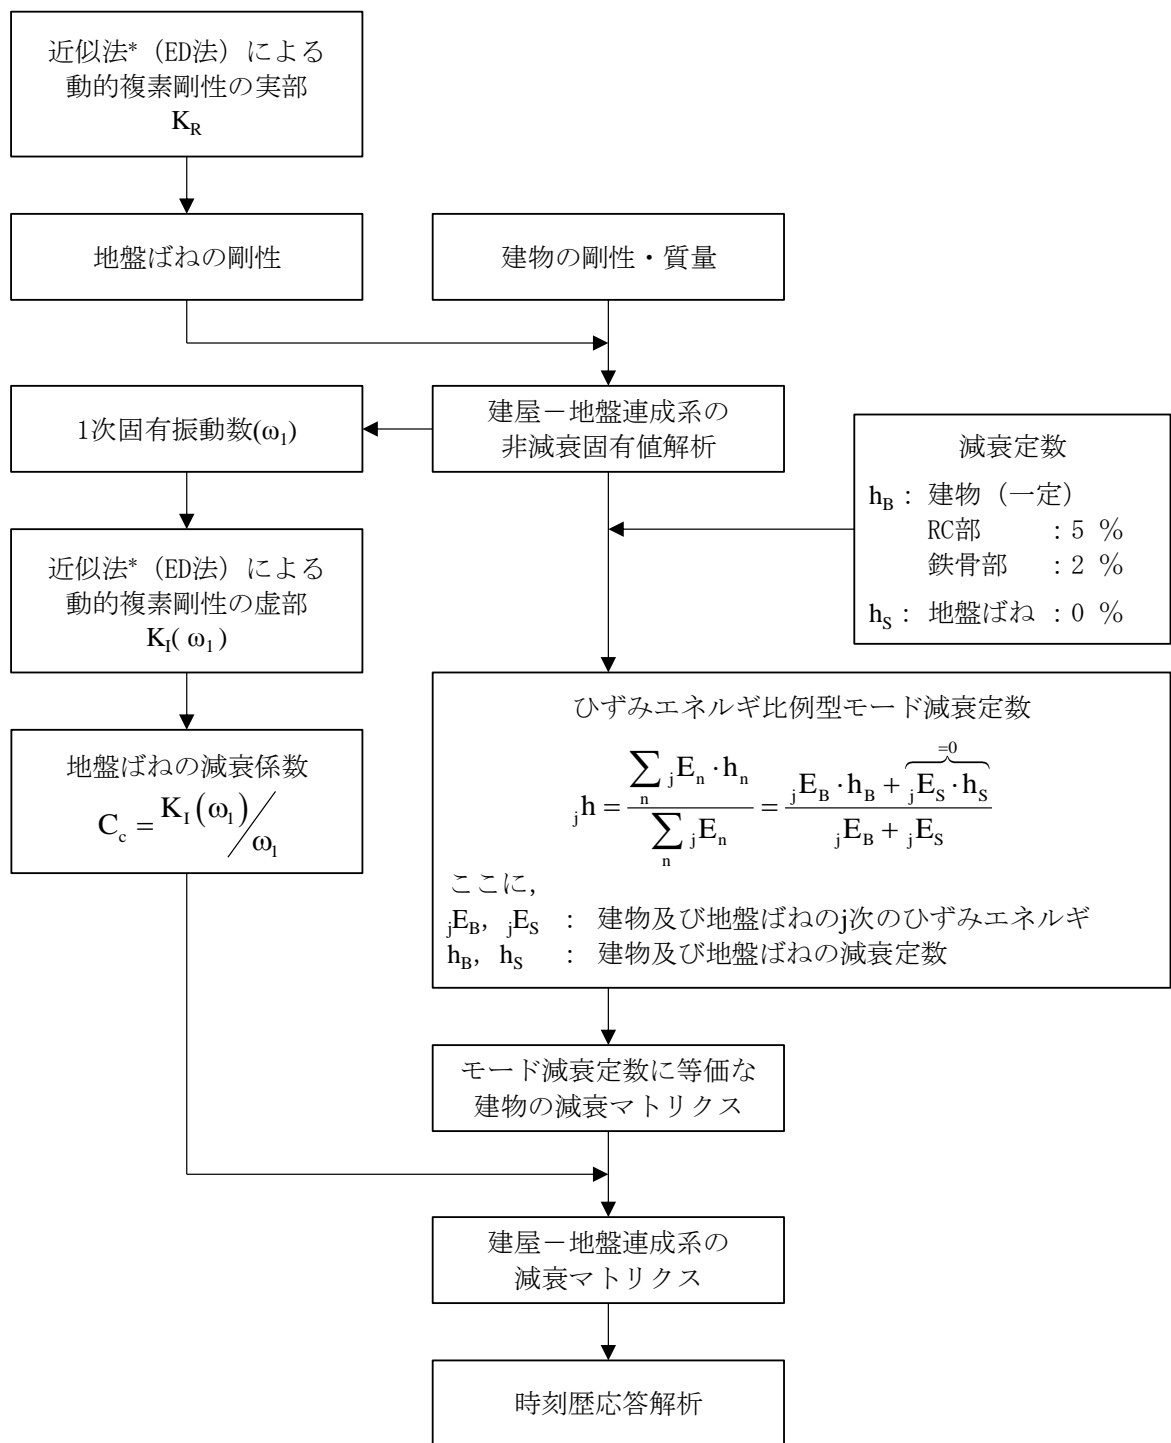 近似法*（ED法）による
動的複素剛性の実部
K_R
地盤ばねの剛性
建物の剛性・質量
建屋－地盤連成系の
非減衰固有値解析
1次固有振動数(ω_1)
減衰定数
h_B : 建物（一定）
RC部 : 5 %
鉄骨部 : 2 %
h_S : 地盤ばね : 0 %
近似法*（ED法）による
動的複素剛性の虚部
K_I( ω_1 )
地盤ばねの減衰係数
C_c = K_I(ω_1)/ω_1
ひずみエネルギ比例型モード減衰定数
=0
_jh = ∑_n _jE_n · h_n / ∑_n _jE_n = (_jE_B · h_B + _jE_S · h_S) / (_jE_B + _jE_S)
ここに，
_jE_B，_jE_S : 建物及び地盤ばねのj次のひずみエネルギ
h_B，h_S : 建物及び地盤ばねの減衰定数
モード減衰定数に等価な
建物の減衰マトリクス
建屋－地盤連成系の
減衰マトリクス
時刻歴応答解析